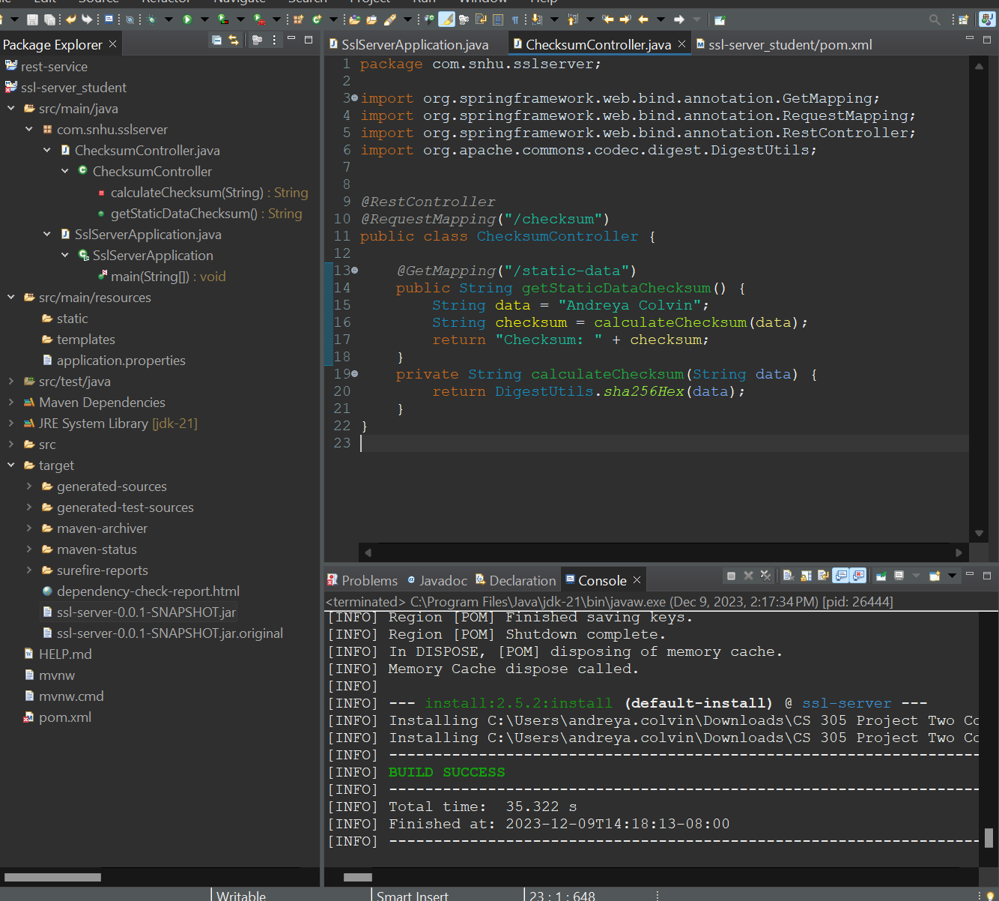 Edit Source Refactor Navigate Search Project Run Window Help
Package Explorer
rest-service
ssl-server_student
src/main/java
com.snhu.sslserver
ChecksumController.java
ChecksumController
calculateChecksum(String) : String
getStaticDataChecksum() : String
SslServerApplication.java
SslServerApplication
main(String[]) : void
src/main/resources
static
templates
application.properties
src/test/java
Maven Dependencies
JRE System Library [jdk-21]
src
target
generated-sources
generated-test-sources
maven-archiver
maven-status
surefire-reports
dependency-check-report.html
ssl-server-0.0.1-SNAPSHOT.jar
ssl-server-0.0.1-SNAPSHOT.jar.original
HELP.md
mvnw
mvnw.cmd
pom.xml
SslServerApplication.java ChecksumController.java ssl-server_student/pom.xml
1 package com.snhu.sslserver;
2
3 import org.springframework.web.bind.annotation.GetMapping;
4 import org.springframework.web.bind.annotation.RequestMapping;
5 import org.springframework.web.bind.annotation.RestController;
6 import org.apache.commons.codec.digest.DigestUtils;
7
8
9 @RestController
10 @RequestMapping("/checksum")
11 public class ChecksumController {
12
13 @GetMapping("/static-data")
14 public String getStaticDataChecksum() {
15 String data = "Andreya Colvin";
16 String checksum = calculateChecksum(data);
17 return "Checksum: " + checksum;
18 }
19 private String calculateChecksum(String data) {
20 return DigestUtils.sha256Hex(data);
21 }
22 }
23
Problems Javadoc Declaration Console
<terminated> C:\Program Files\Java\jdk-21\bin\javaw.exe (Dec 9, 2023, 2:17:34 PM) [pid: 26444]
[INFO] Region [POM] Finished saving keys.
[INFO] Region [POM] Shutdown complete.
[INFO] In DISPOSE, [POM] disposing of memory cache.
[INFO] Memory Cache dispose called.
[INFO]
[INFO] --- install:2.5.2:install (default-install) @ ssl-server ---
[INFO] Installing C:\Users\andreya.colvin\Downloads\CS 305 Project Two Co
[INFO] Installing C:\Users\andreya.colvin\Downloads\CS 305 Project Two Co
[INFO] ------------------------------------------------------------------
[INFO] BUILD SUCCESS
[INFO] ------------------------------------------------------------------
[INFO] Total time: 35.322 s
[INFO] Finished at: 2023-12-09T14:18:13-08:00
[INFO] ------------------------------------------------------------------
Writable Smart Insert 23 : 1 : 648